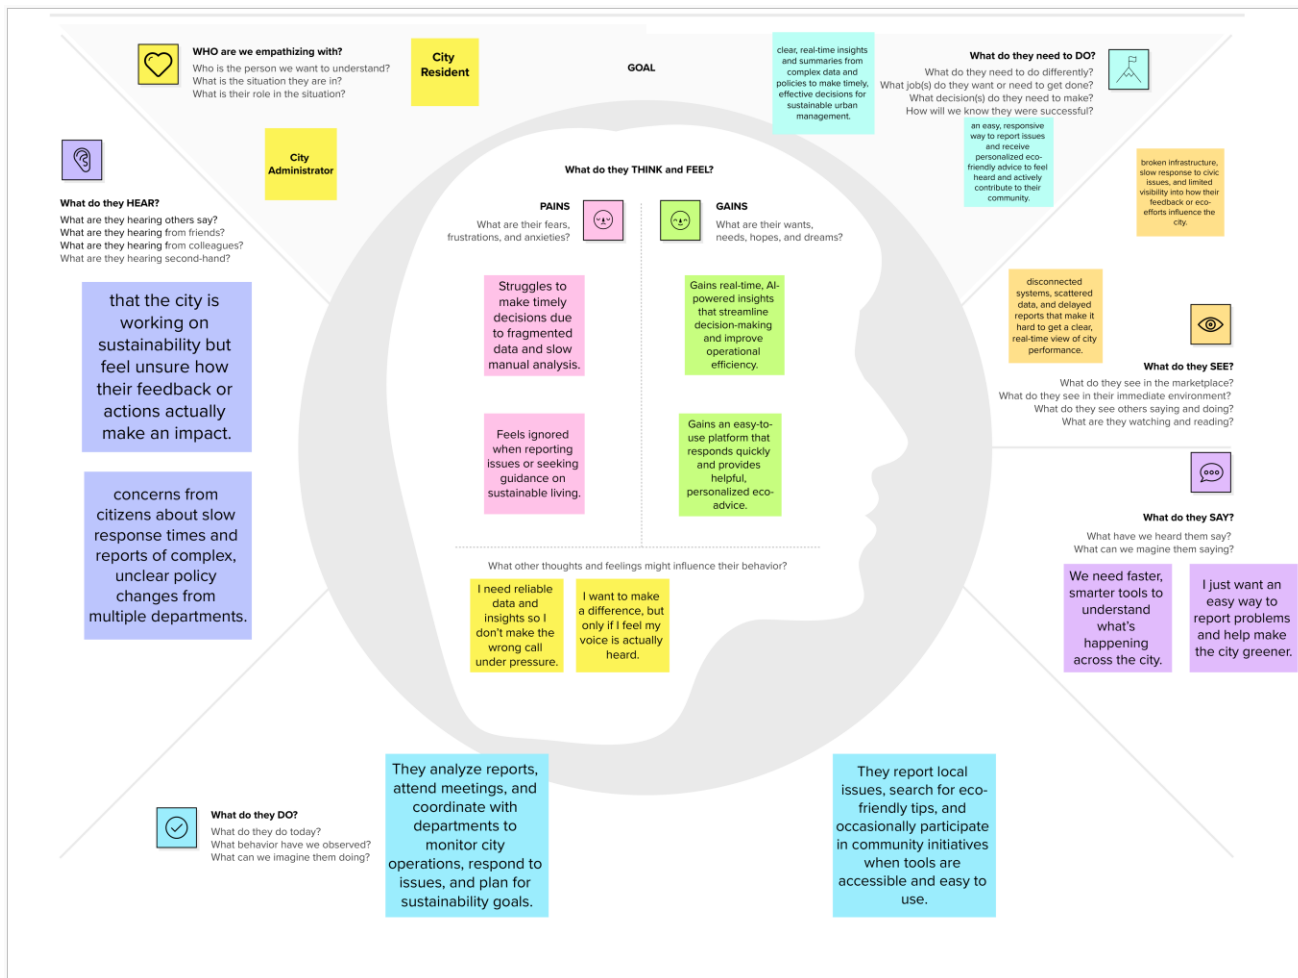 WHO are we empathizing with?
Who is the person we want to understand?
What is the situation they are in?
What is their role in the situation?
City
Resident
City
Administrator
GOAL
clear, real-time insights
and summaries from
complex data and
policies to make timely,
effective decisions for
sustainable urban
management.
What do they need to DO?
What do they need to do differently?
What job(s) do they want or need to get done?
What decision(s) do they need to make?
How will we know they were successful?
an easy, responsive
way to report issues
and receive
personalized eco-
friendly advice to feel
heard and actively
contribute to their
community.
broken infrastructure,
slow response to civic
issues, and limited
visibility into how their
feedback or eco-
efforts influence the
city.
disconnected
systems, scattered
data, and delayed
reports that make it
hard to get a clear,
real-time view of city
performance.
What do they SEE?
What do they see in the marketplace?
What do they see in their immediate environment?
What do they see others saying and doing?
What are they watching and reading?
What do they SAY?
What have we heard them say?
What can we magine them saying?
We need faster,
smarter tools to
understand
what's
happening
across the city.
I just want an
easy way to
report problems
and help make
the city greener.
What do they HEAR?
What are they hearing others say?
What are they hearing from friends?
What are they hearing from colleagues?
What are they hearing second-hand?
that the city is
working on
sustainability but
feel unsure how
their feedback or
actions actually
make an impact.
concerns from
citizens about slow
response times and
reports of complex,
unclear policy
changes from
multiple departments.
What do they THINK and FEEL?
PAINS
What are their fears,
frustrations, and anxieties?
Struggles to
make timely
decisions due
to fragmented
data and slow
manual analysis.
Feels ignored
when reporting
issues or seeking
guidance on
sustainable living.
GAINS
What are their wants,
needs, hopes, and dreams?
Gains real-time, AI-
powered insights
that streamline
decision-making
and improve
operational
efficiency.
Gains an easy-to-
use platform that
responds quickly
and provides
helpful,
personalized eco-
advice.
What other thoughts and feelings might influence their behavior?
I need reliable
data and
insights so I
don't make the
wrong call
under pressure.
I want to make
a difference, but
only if I feel my
voice is actually
heard.
What do they DO?
What do they do today?
What behavior have we observed?
What can we imagine them doing?
They analyze reports,
attend meetings, and
coordinate with
departments to
monitor city
operations, respond to
issues, and plan for
sustainability goals.
They report local
issues, search for eco-
friendly tips, and
occasionally participate
in community initiatives
when tools are
accessible and easy to
use.